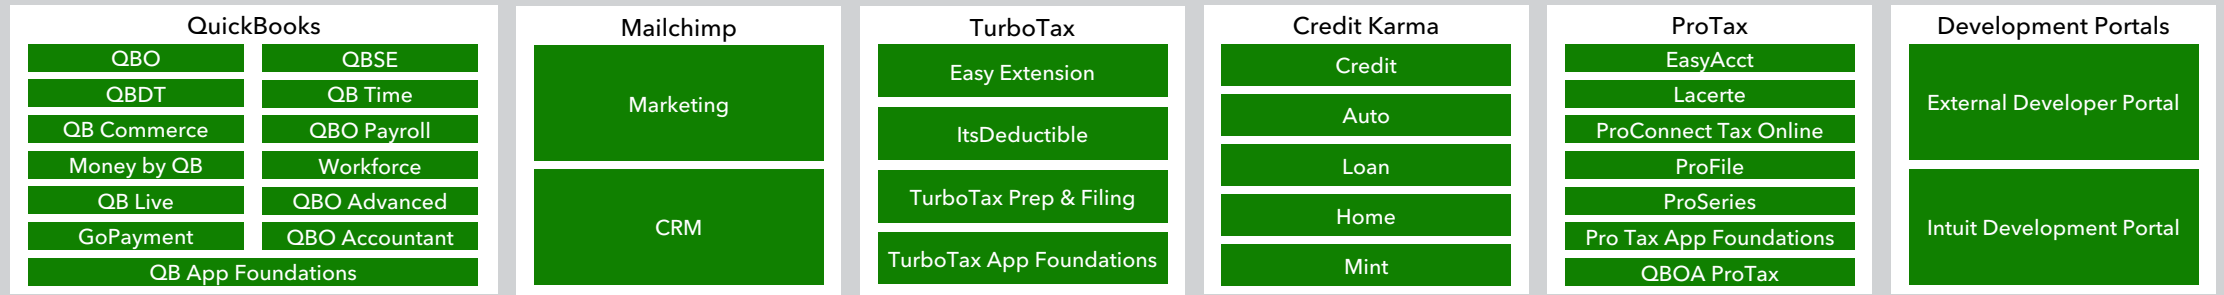 QuickBooks
QBO
QBSE
QBDT
QB Time
QB Commerce
QBO Payroll
Money by QB
Workforce
QB Live
QBO Advanced
GoPayment
QBO Accountant
QB App Foundations
Mailchimp
Marketing
CRM
TurboTax
Easy Extension
ItsDeductible
TurboTax Prep & Filing
TurboTax App Foundations
Credit Karma
Credit
Auto
Loan
Home
Mint
ProTax
EasyAcct
Lacerte
ProConnect Tax Online
ProFile
ProSeries
Pro Tax App Foundations
QBOA ProTax
Development Portals
External Developer Portal
Intuit Development Portal